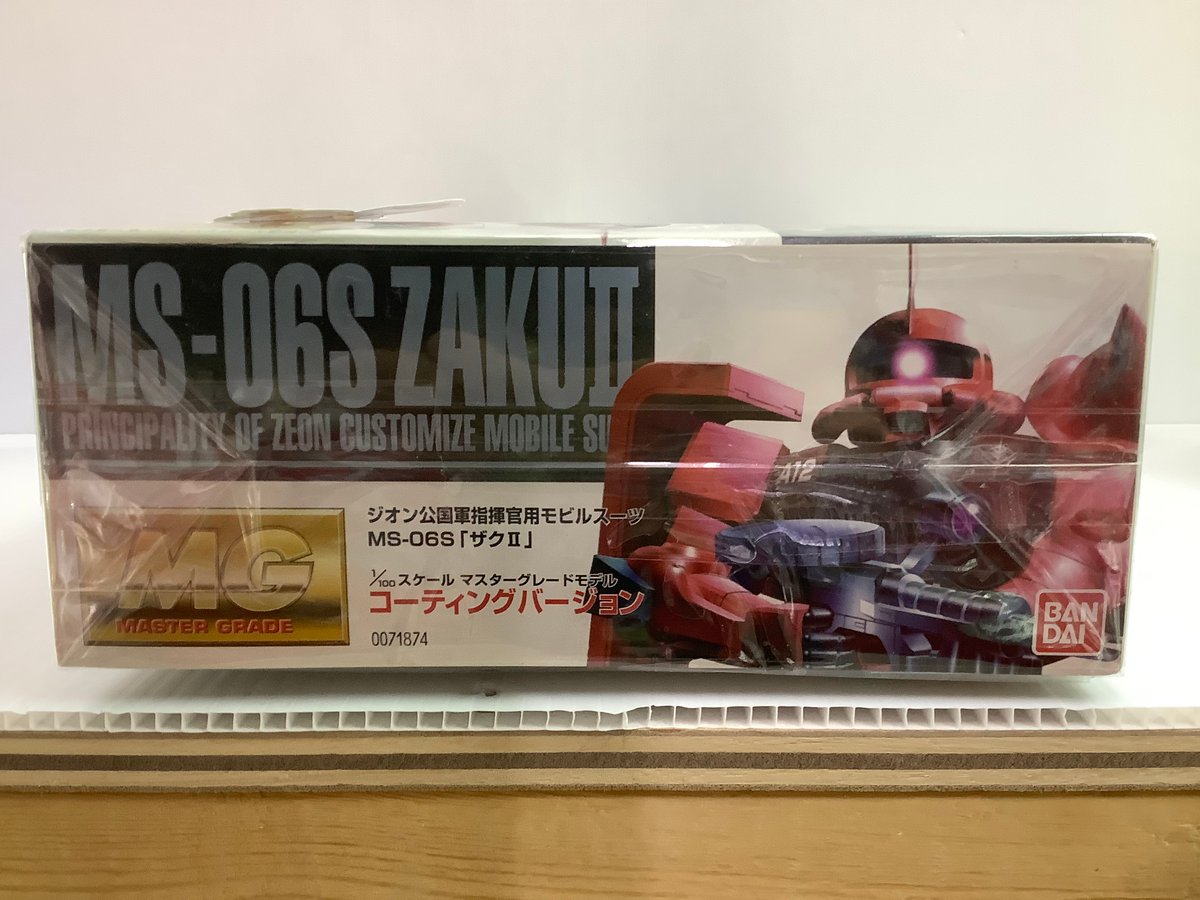 MS-06S ZAKUII
PRINCIPALITY OF ZEON CUSTOMIZE MOBILE SU
ジオン公国軍指揮官用モビルスーツ
MS-06S「ザクⅡ」
1/100スケール マスターグレードモデル
コーティングバージョン
0071874
MG
MASTER GRADE
A12
BAN
DAI